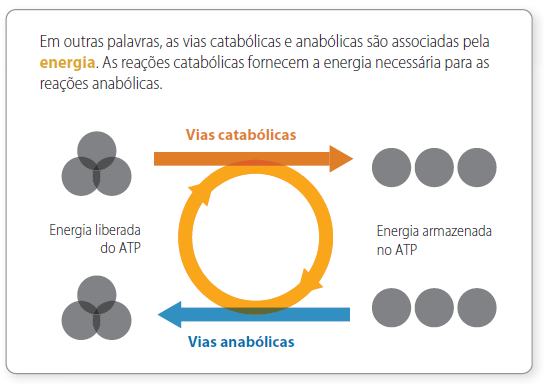 Em outras palavras, as vias catabólicas e anabólicas são associadas pela
energia. As reações catabólicas fornecem a energia necessária para as
reações anabólicas.
Vias catabólicas
Energia liberada
do ATP
Energia armazenada
no ATP
Vias anabólicas